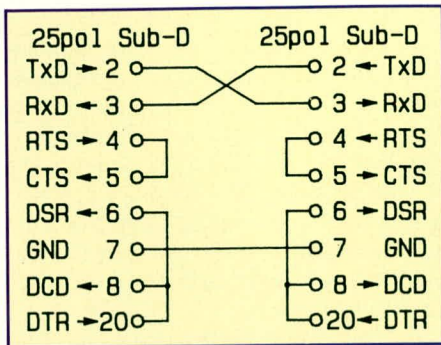 25pol Sub-D 25pol Sub-D
TxD → 2 2 ← TxD
RxD ← 3 3 → RxD
RTS → 4 4 ← RTS
CTS ← 5 5 → CTS
DSR ← 6 6 → DSR
GND 7 7 GND
DCD ← 8 8 → DCD
DTR → 20 20 ← DTR